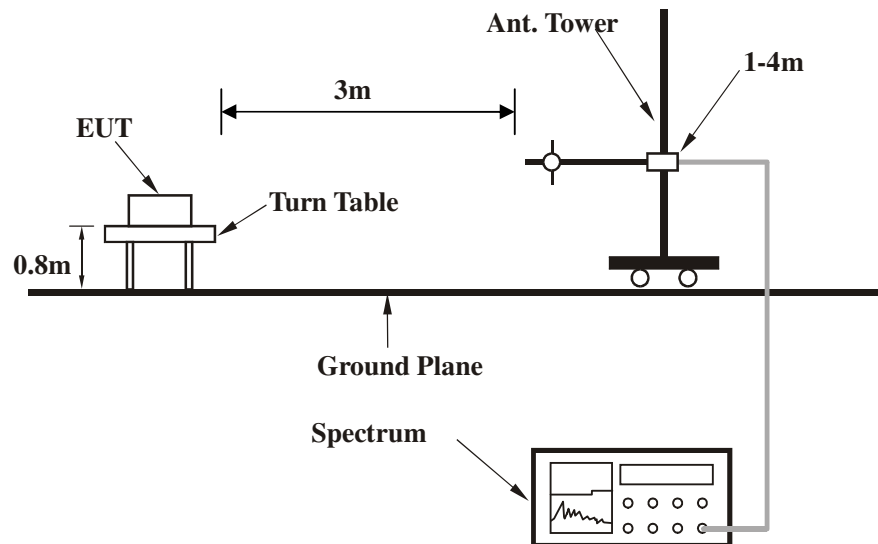 Ant. Tower
1-4m
3m
EUT
Turn Table
0.8m
Ground Plane
Spectrum